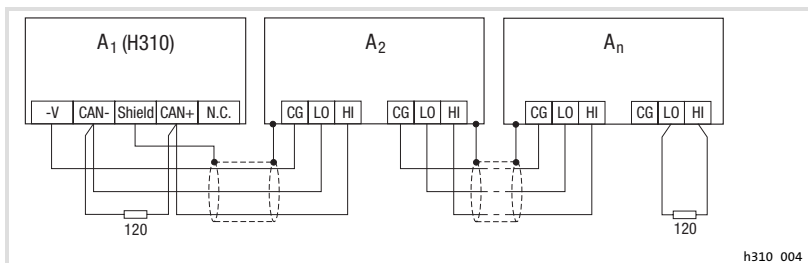 A1 (H310)
A2
An
-V CAN- Shield CAN+ N.C.
CG LO HI
CG LO HI
CG LO HI
CG LO HI
120
120
h310 004